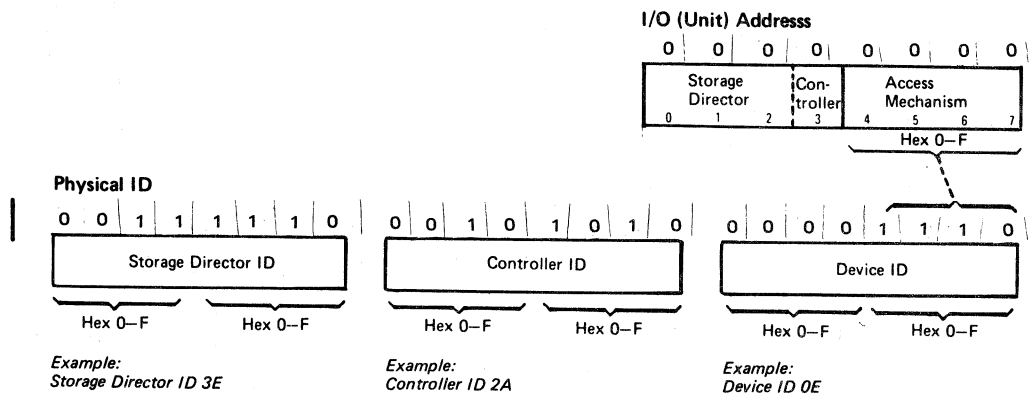 I/O (Unit) Addresss
0 0 0 0 0 0 0 0
Storage Director
Con-troller
Access Mechanism
0 1 2 3 4 5 6 7
Hex 0–F
Physical ID
0 0 1 1 1 1 1 0
0 0 1 0 1 0 1 0
0 0 0 0 1 1 1 0
Storage Director ID
Controller ID
Device ID
Hex 0–F
Hex 0--F
Hex 0–F
Hex 0–F
Hex 0–F
Hex 0–F
Example:
Storage Director ID 3E
Example:
Controller ID 2A
Example:
Device ID 0E